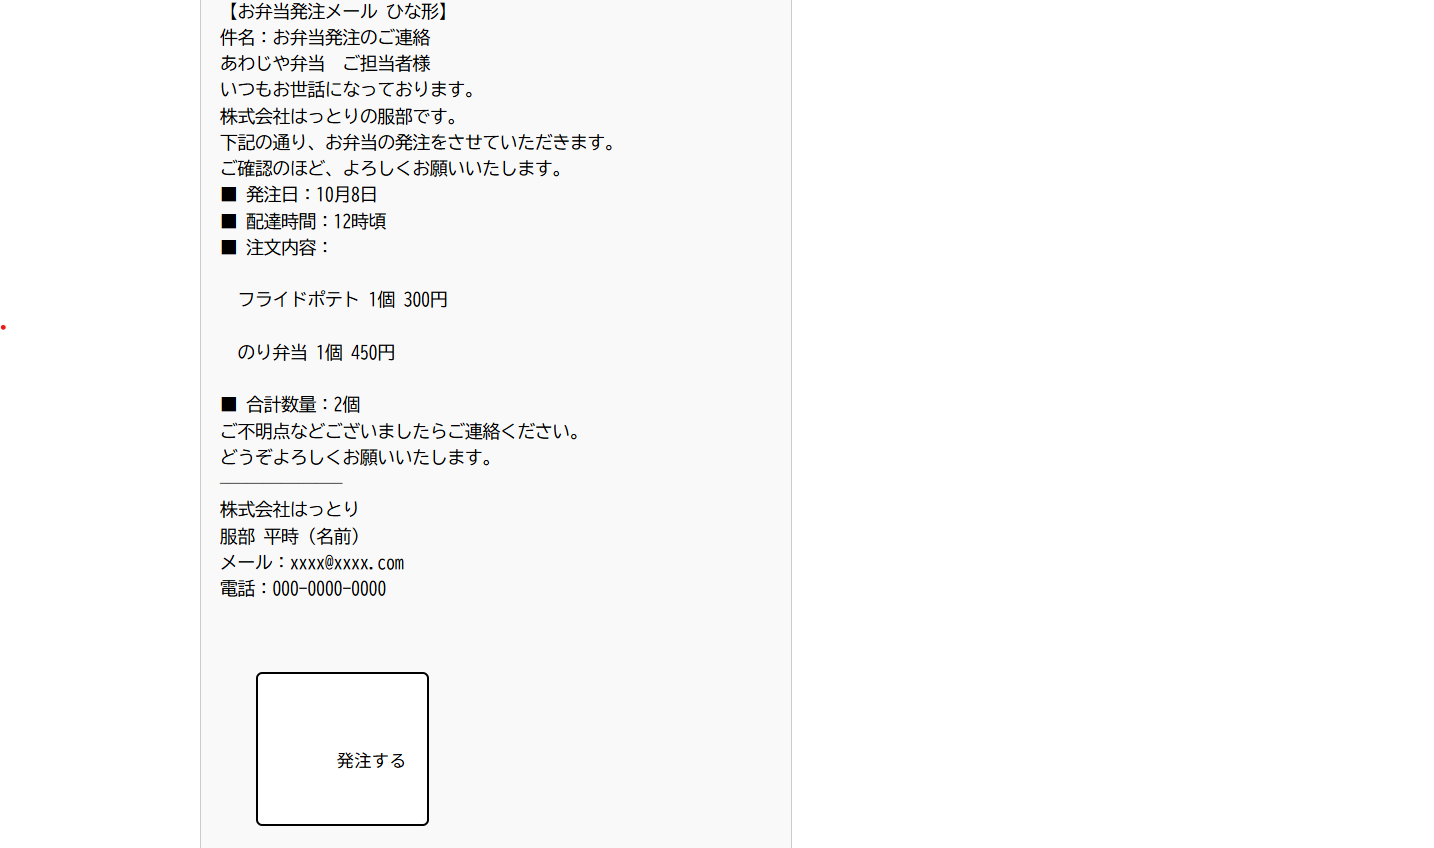 【お弁当発注メール ひな形】
件名：お弁当発注のご連絡
あわじや弁当　ご担当者様
いつもお世話になっております。
株式会社はっとりの服部です。
下記の通り、お弁当の発注をさせていただきます。
ご確認のほど、よろしくお願いいたします。
■ 発注日：10月8日
■ 配達時間：12時頃
■ 注文内容：
フライドポテト 1個 300円
のり弁当 1個 450円
■ 合計数量：2個
ご不明点などございましたらご連絡ください。
どうぞよろしくお願いいたします。
───────
株式会社はっとり
服部 平時（名前）
メール：xxxx@xxxx.com
電話：000-0000-0000
発注する